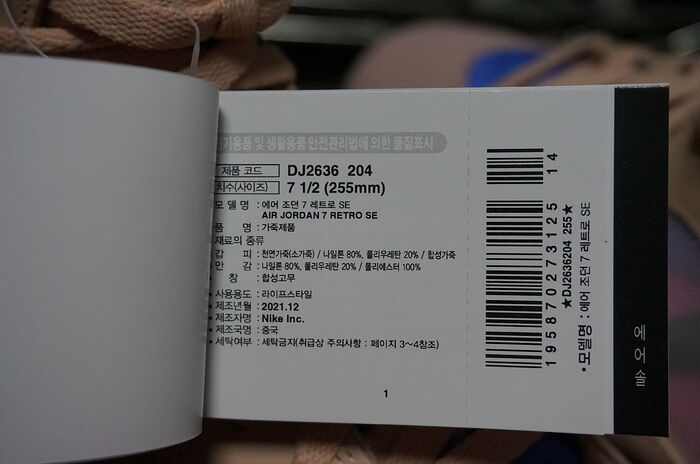 기용품 및 생활용품 안전관리법에 의한 품질표시
제품 코드 DJ2636 204
치수(사이즈) 7 1/2 (255mm)
모 델 명 : 에어 조던 7 레트로 SE
AIR JORDAN 7 RETRO SE
품 명 : 가죽제품
재료의 종류
갑 피 : 천연가죽(소가죽) / 나일론 80%, 폴리우레탄 20% / 합성가죽
안 감 : 나일론 80%, 폴리우레탄 20% / 폴리에스터 100%
창 : 합성고무
• 사용용도 : 라이프스타일
• 제조년월 : 2021.12
• 제조자명 : Nike Inc.
• 제조국명 : 중국
• 세탁여부 : 세탁금지(취급상 주의사항 : 페이지 3~4참조)
1
195870273125 14
★DJ2636204 255★
•모델명 : 에어 조던 7 레트로 SE
에어 솔